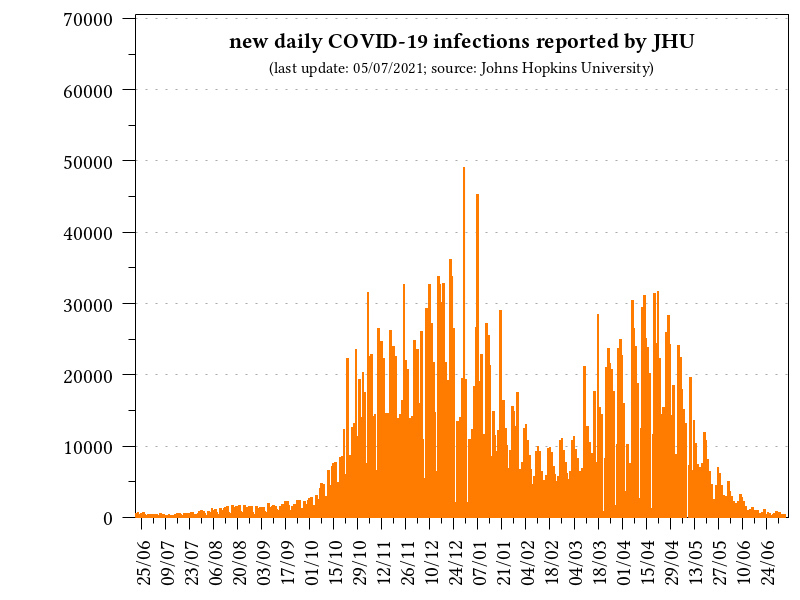 new daily COVID-19 infections reported by JHU
(last update: 05/07/2021; source: Johns Hopkins University)
70000
60000
50000
40000
30000
20000
10000
0
25/06 09/07 23/07 06/08 20/08 03/09 17/09 01/10 15/10 29/10 12/11 26/11 10/12 24/12 07/01 21/01 04/02 18/02 04/03 18/03 01/04 15/04 29/04 13/05 27/05 10/06 24/06